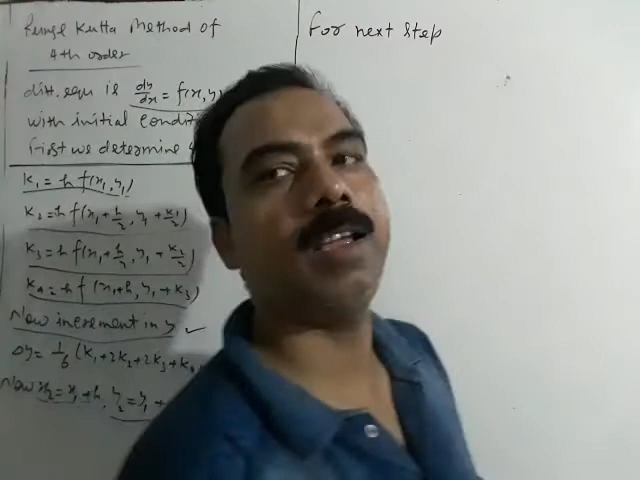 Runge Kutta Method of
4th order
diff. equn is dy/dx = f(x, y
with initial condit
First we determine
K₁ = h f(x₁, y₁)
K₂ = h f(x₁ + h/2, y₁ + K₁/2)
K₃ = h f(x₁ + h/2, y₁ + K₂/2)
K₄ = h f(x₁ + h, y₁ + K₃)
Now increment in y ✓
Δy = 1/6 (K₁ + 2K₂ + 2K₃ + K₄
Now x₂ = x₁ + h, y₂ = y₁ +
For next step